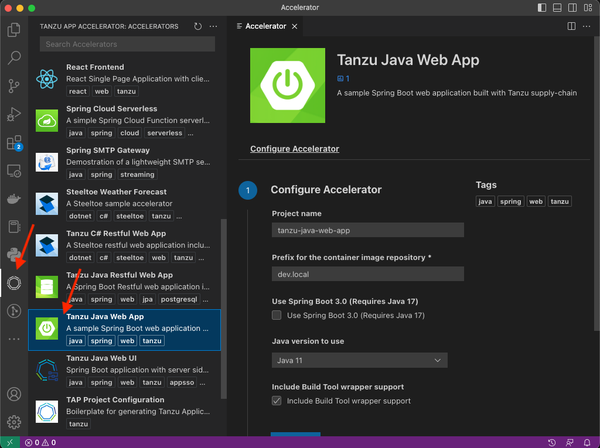 Accelerator
TANZU APP ACCELERATOR: ACCELERATORS
Search Accelerators
React Frontend
React Single Page Application with clie...
react web tanzu
Spring Cloud Serverless
A simple Spring Cloud Function serverl...
java spring cloud serverless ...
Spring SMTP Gateway
Demostration of a lightweight SMTP se...
java spring streaming
Steeltoe Weather Forecast
A Steeltoe sample accelerator
dotnet c# steeltoe tanzu ...
Tanzu C# Restful Web App
A Steeltoe restful web application inclu...
dotnet c# steeltoe web tanzu ...
Tanzu Java Restful Web App
A Spring Boot Restful web application i...
java spring web jpa postgresql ...
Tanzu Java Web App
A sample Spring Boot web application ...
java spring web tanzu
Tanzu Java Web UI
Spring Boot application with server sid...
java spring web tanzu appsso ...
TAP Project Configuration
Boilerplate for generating Tanzu Applic...
tanzu
2
Accelerator
Tanzu Java Web App
1
A sample Spring Boot web application built with Tanzu supply-chain
Configure Accelerator
1
Configure Accelerator
Project name
tanzu-java-web-app
Prefix for the container image repository *
dev.local
Use Spring Boot 3.0 (Requires Java 17)
Use Spring Boot 3.0 (Requires Java 17)
Java version to use
Java 11
Include Build Tool wrapper support
Include Build Tool wrapper support
Tags
java spring web tanzu
0 0